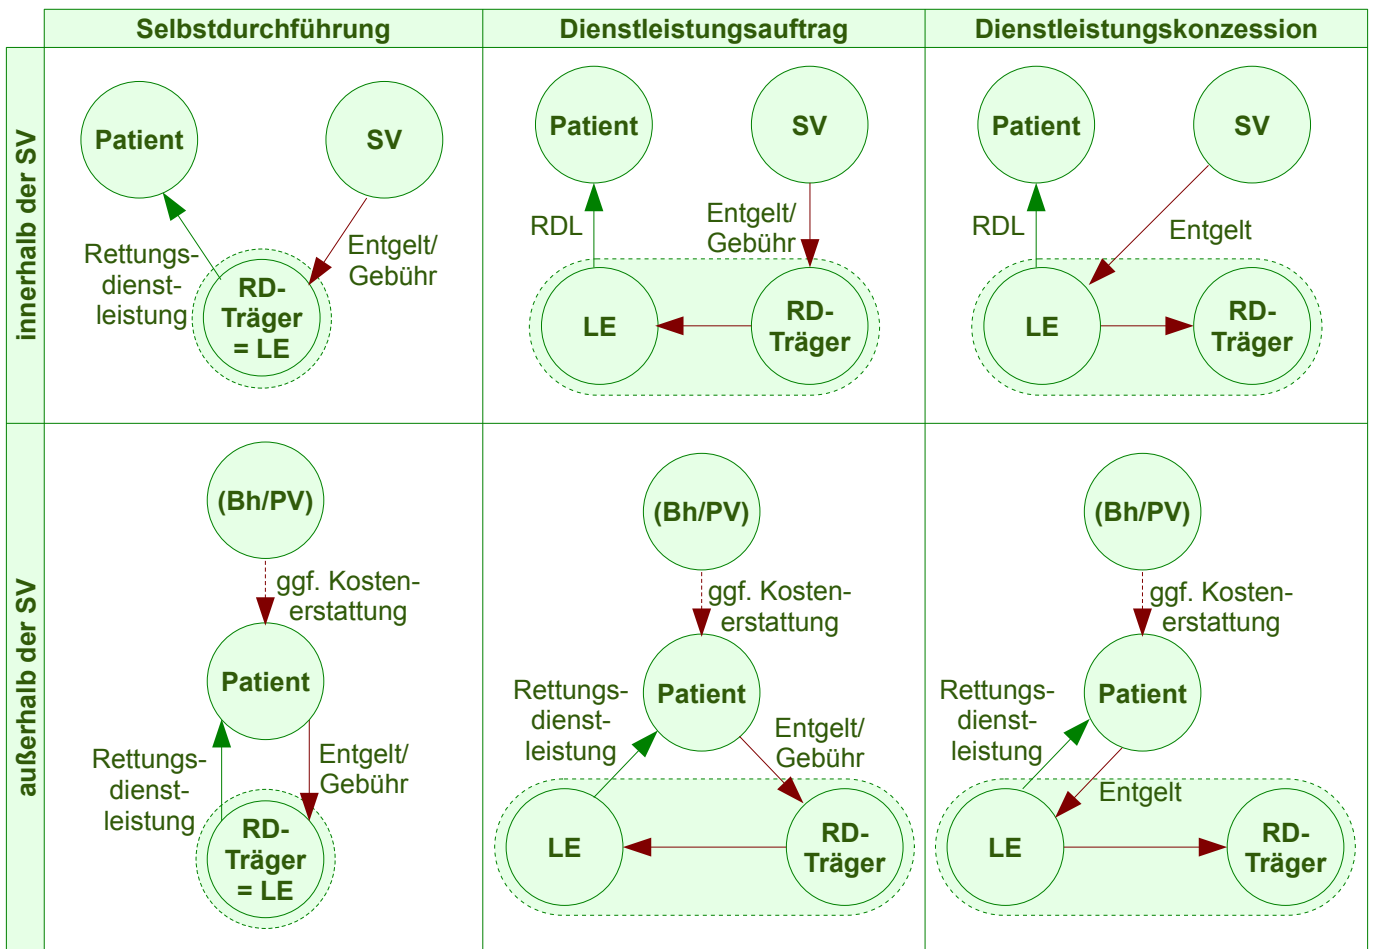 Selbstdurchführung
Dienstleistungsauftrag
Dienstleistungskonzession
innerhalb der SV
Patient
SV
Rettungs-
dienst-
leistung
Entgelt/
Gebühr
RD-
Träger
= LE
Patient
SV
RDL
Entgelt/
Gebühr
LE
RD-
Träger
Patient
SV
RDL
Entgelt
LE
RD-
Träger
außerhalb der SV
(Bh/PV)
ggf. Kosten-
erstattung
Patient
Rettungs-
dienst-
leistung
Entgelt/
Gebühr
RD-
Träger
= LE
(Bh/PV)
ggf. Kosten-
erstattung
Patient
Rettungs-
dienst-
leistung
Entgelt/
Gebühr
LE
RD-
Träger
(Bh/PV)
ggf. Kosten-
erstattung
Patient
Rettungs-
dienst-
leistung
Entgelt
LE
RD-
Träger